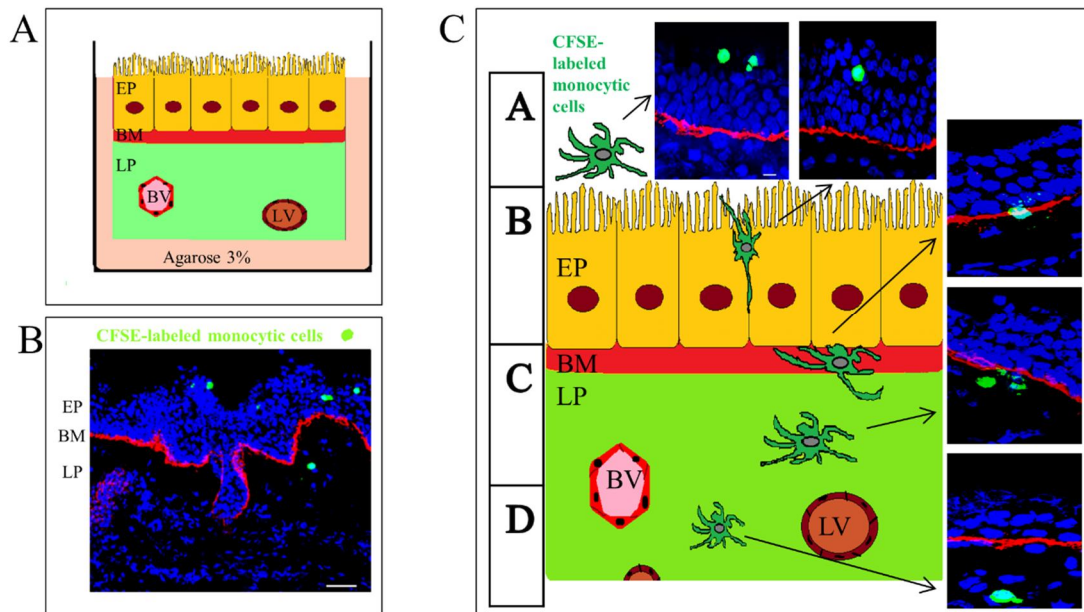 A
EP
BM
LP
BV
LV
Agarose 3%
B
CFSE-labeled monocytic cells
EP
BM
LP
C
CFSE-
labeled
monocytic
cells
A
B
EP
C
BM
LP
BV
D
LV